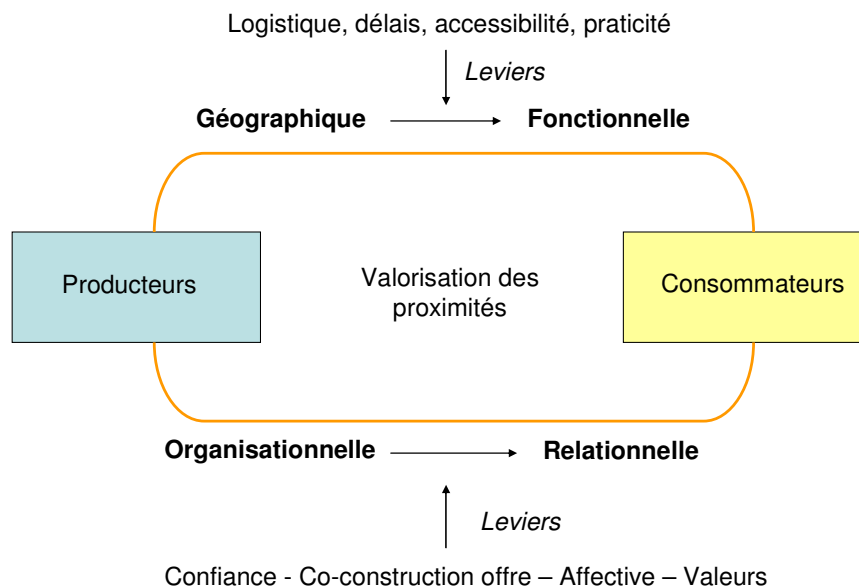 Logistique, délais, accessibilité, praticité
Leviers
Géographique
Fonctionnelle
Producteurs
Valorisation des
proximités
Consommateurs
Organisationnelle
Relationnelle
Leviers
Confiance - Co-construction offre – Affective – Valeurs